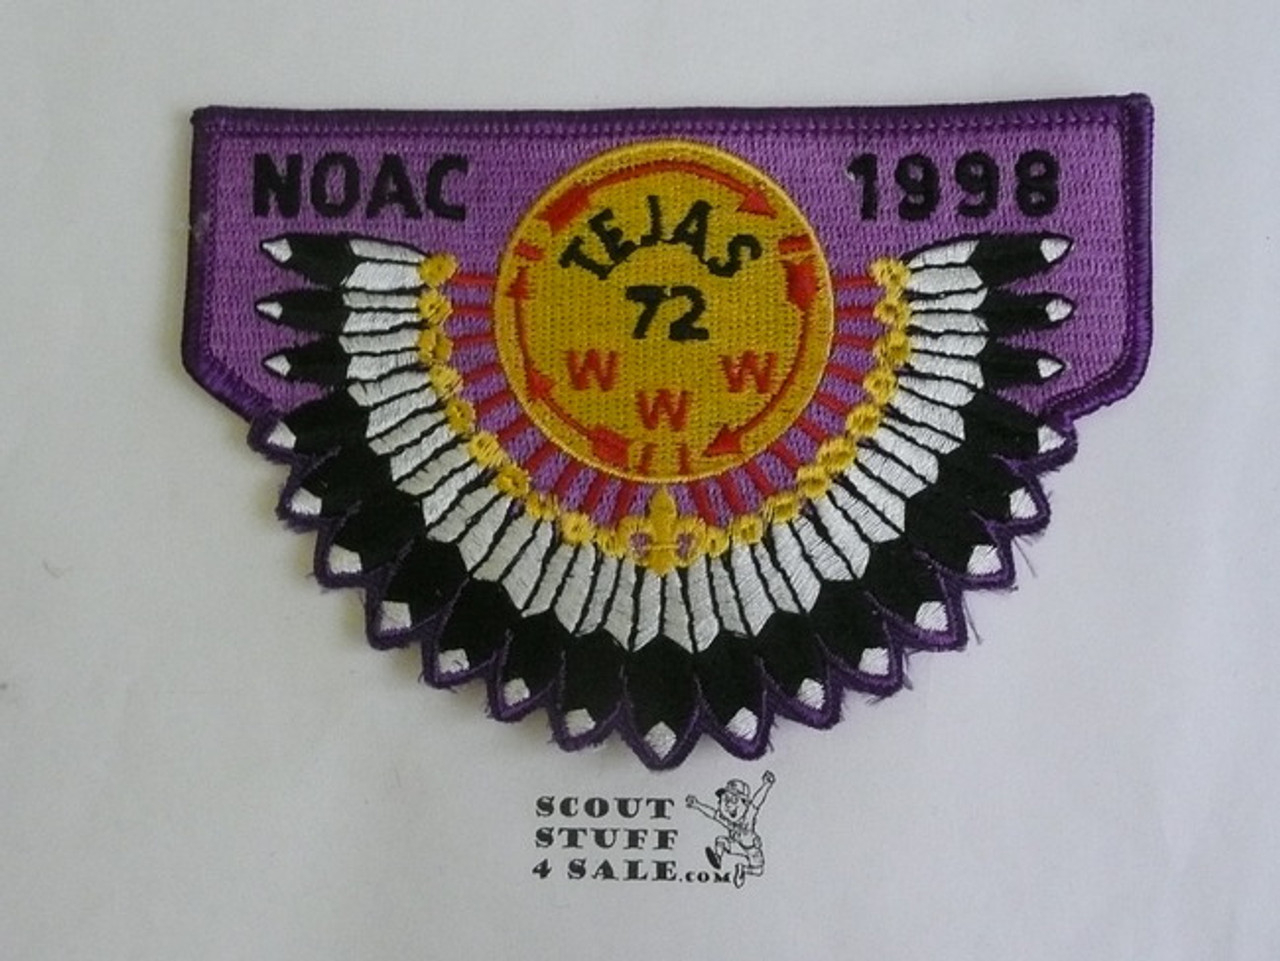 NOAC 1998
TEJAS
72
W W W
SCOUT
STUFF
4 SALE.COM